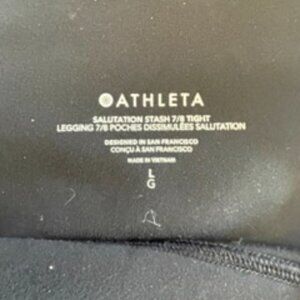 ATHLETA
SALUTATION STASH 7/8 TIGHT
LEGGING 7/8 POCHES DISSIMULÉES SALUTATION
DESIGNED IN SAN FRANCISCO
CONÇU À SAN FRANCISCO
MADE IN VIETNAM
L
G